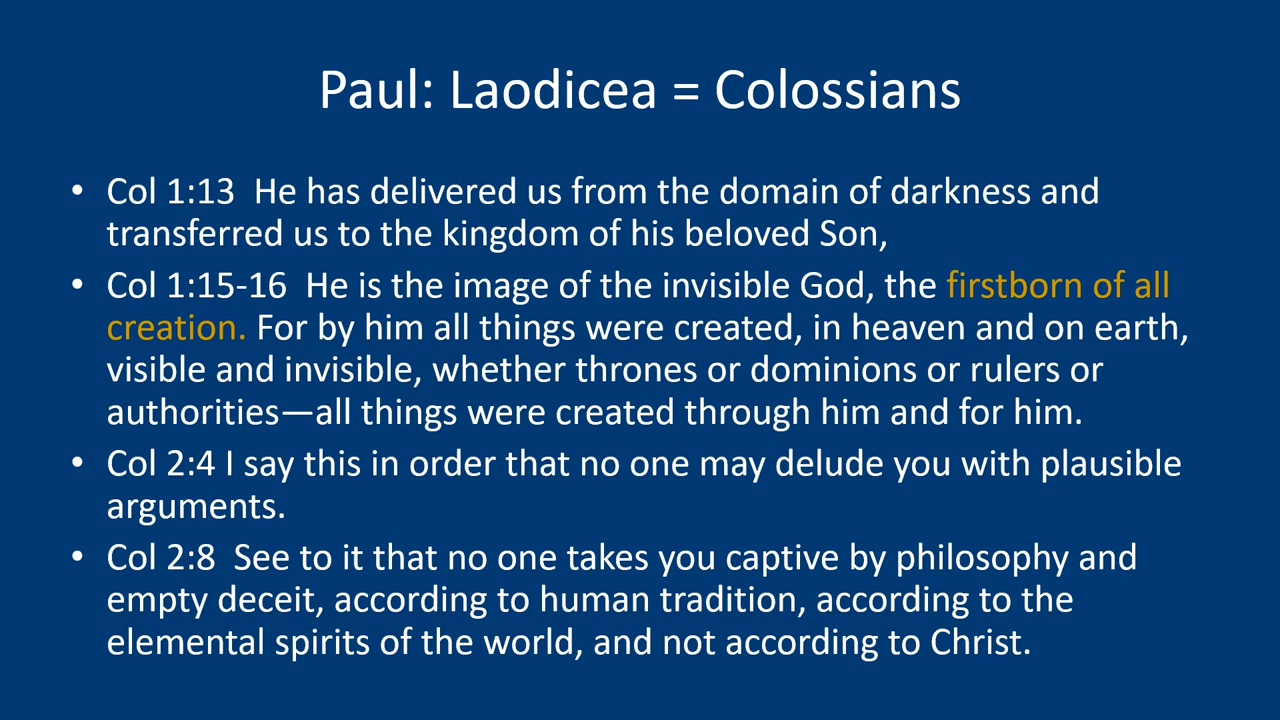 Paul: Laodicea = Colossians
• Col 1:13  He has delivered us from the domain of darkness and
transferred us to the kingdom of his beloved Son,
• Col 1:15-16  He is the image of the invisible God, the firstborn of all
creation. For by him all things were created, in heaven and on earth,
visible and invisible, whether thrones or dominions or rulers or
authorities—all things were created through him and for him.
• Col 2:4 I say this in order that no one may delude you with plausible
arguments.
• Col 2:8  See to it that no one takes you captive by philosophy and
empty deceit, according to human tradition, according to the
elemental spirits of the world, and not according to Christ.